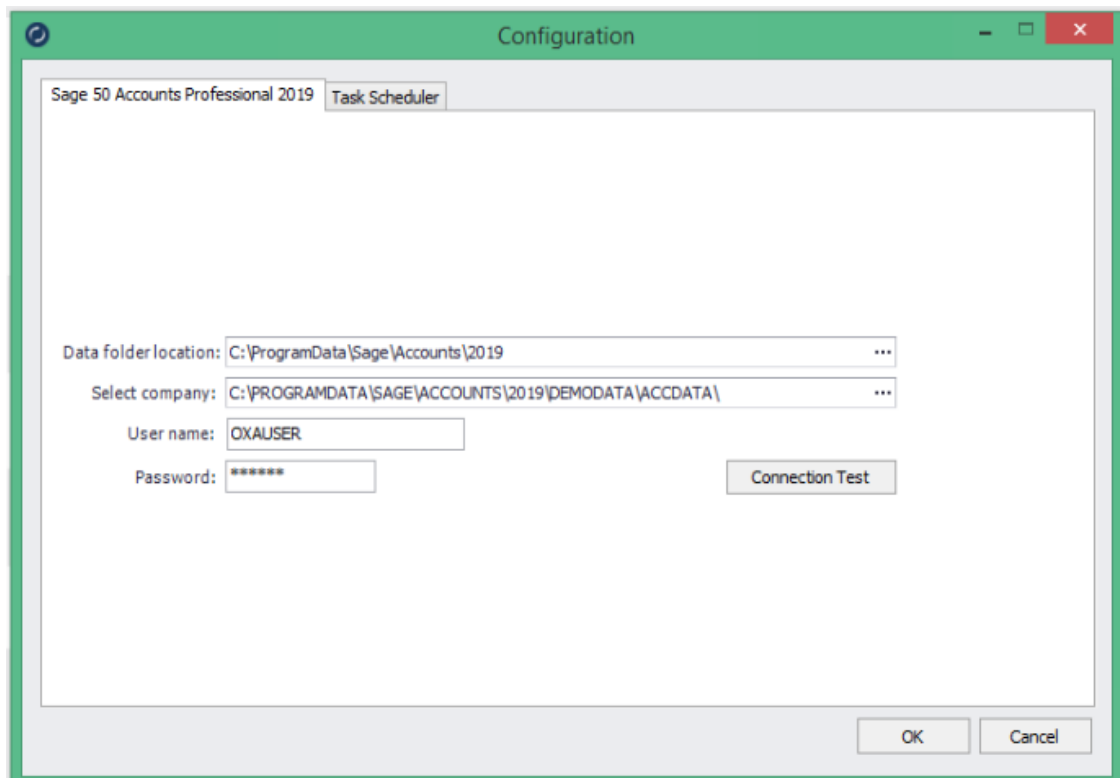 Configuration
Sage 50 Accounts Professional 2019 Task Scheduler
Data folder location: C:\ProgramData\Sage\Accounts\2019 ...
Select company: C:\PROGRAMDATA\SAGE\ACCOUNTS\2019\DEMODATA\ACCDATA\ ...
User name: OXAUSER
Password: ******
Connection Test
OK Cancel